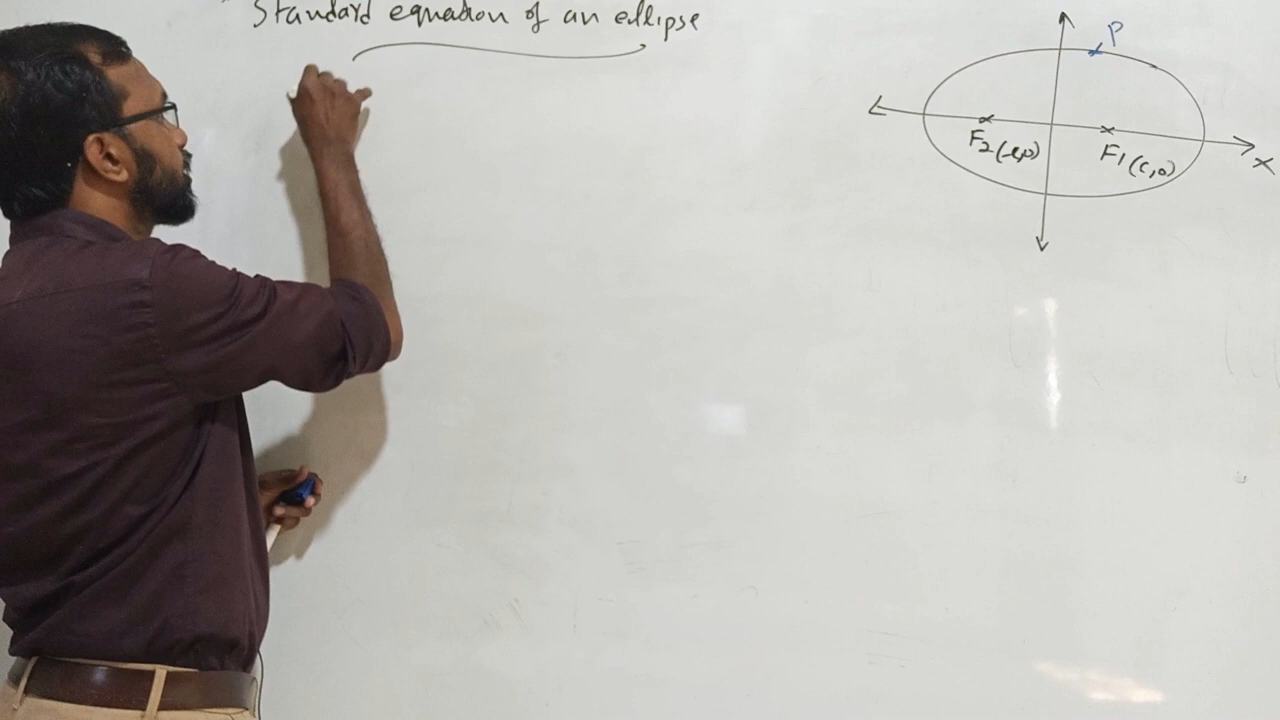 Standard equation of an ellipse
P
F2 (-c,0)
F1 (c,0)
X